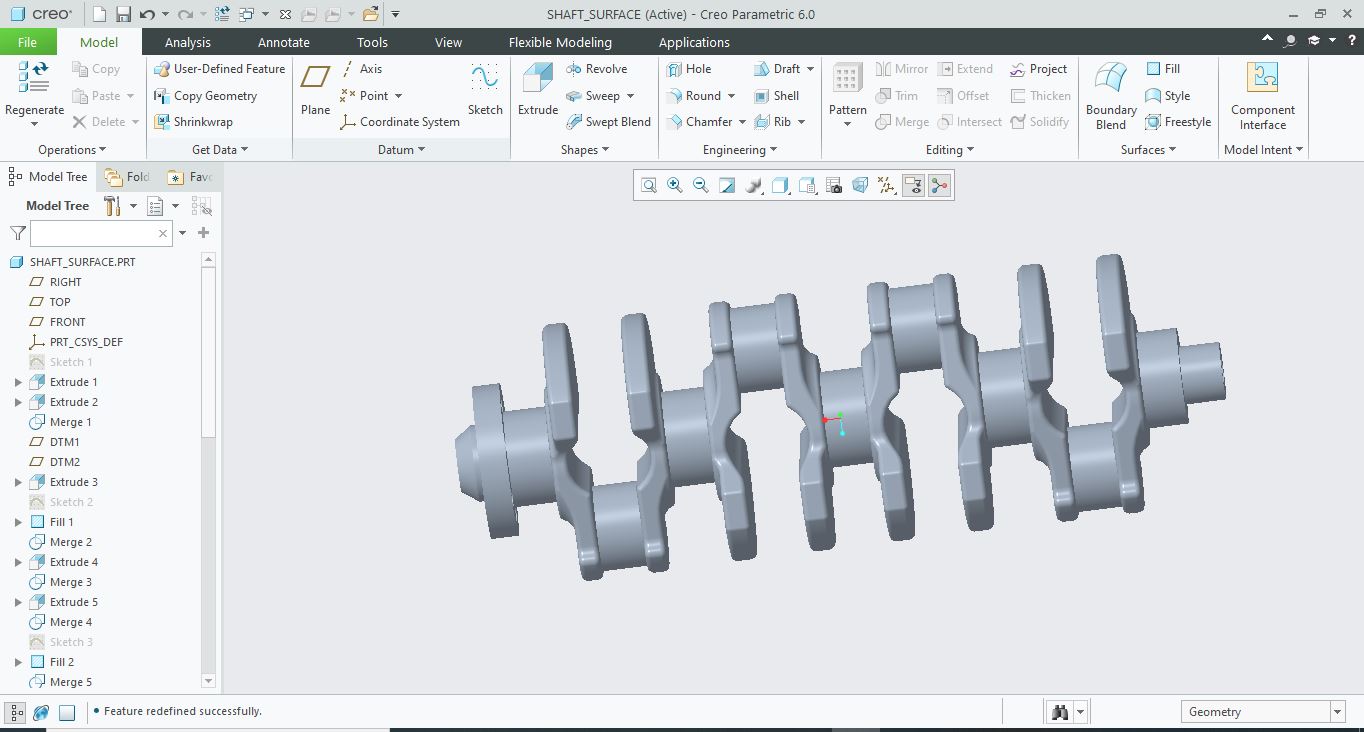 creo® SHAFT_SURFACE (Active) - Creo Parametric 6.0
File Model Analysis Annotate Tools View Flexible Modeling Applications ?
Copy User-Defined Feature Axis Revolve Hole Draft Mirror Extend Project Fill
Paste Copy Geometry Point Sweep Round Shell Trim Offset Thicken Style
Regenerate Plane Sketch Extrude Pattern Boundary Blend Component Interface
Delete Shrinkwrap Coordinate System Swept Blend Chamfer Rib Merge Intersect Solidify Freestyle
Operations Get Data Datum Shapes Engineering Editing Surfaces Model Intent
Model Tree Fold Favo
Model Tree
SHAFT_SURFACE.PRT
RIGHT
TOP
FRONT
PRT_CSYS_DEF
Sketch 1
Extrude 1
Extrude 2
Merge 1
DTM1
DTM2
Extrude 3
Sketch 2
Fill 1
Merge 2
Extrude 4
Merge 3
Extrude 5
Merge 4
Sketch 3
Fill 2
Merge 5
• Feature redefined successfully. Geometry